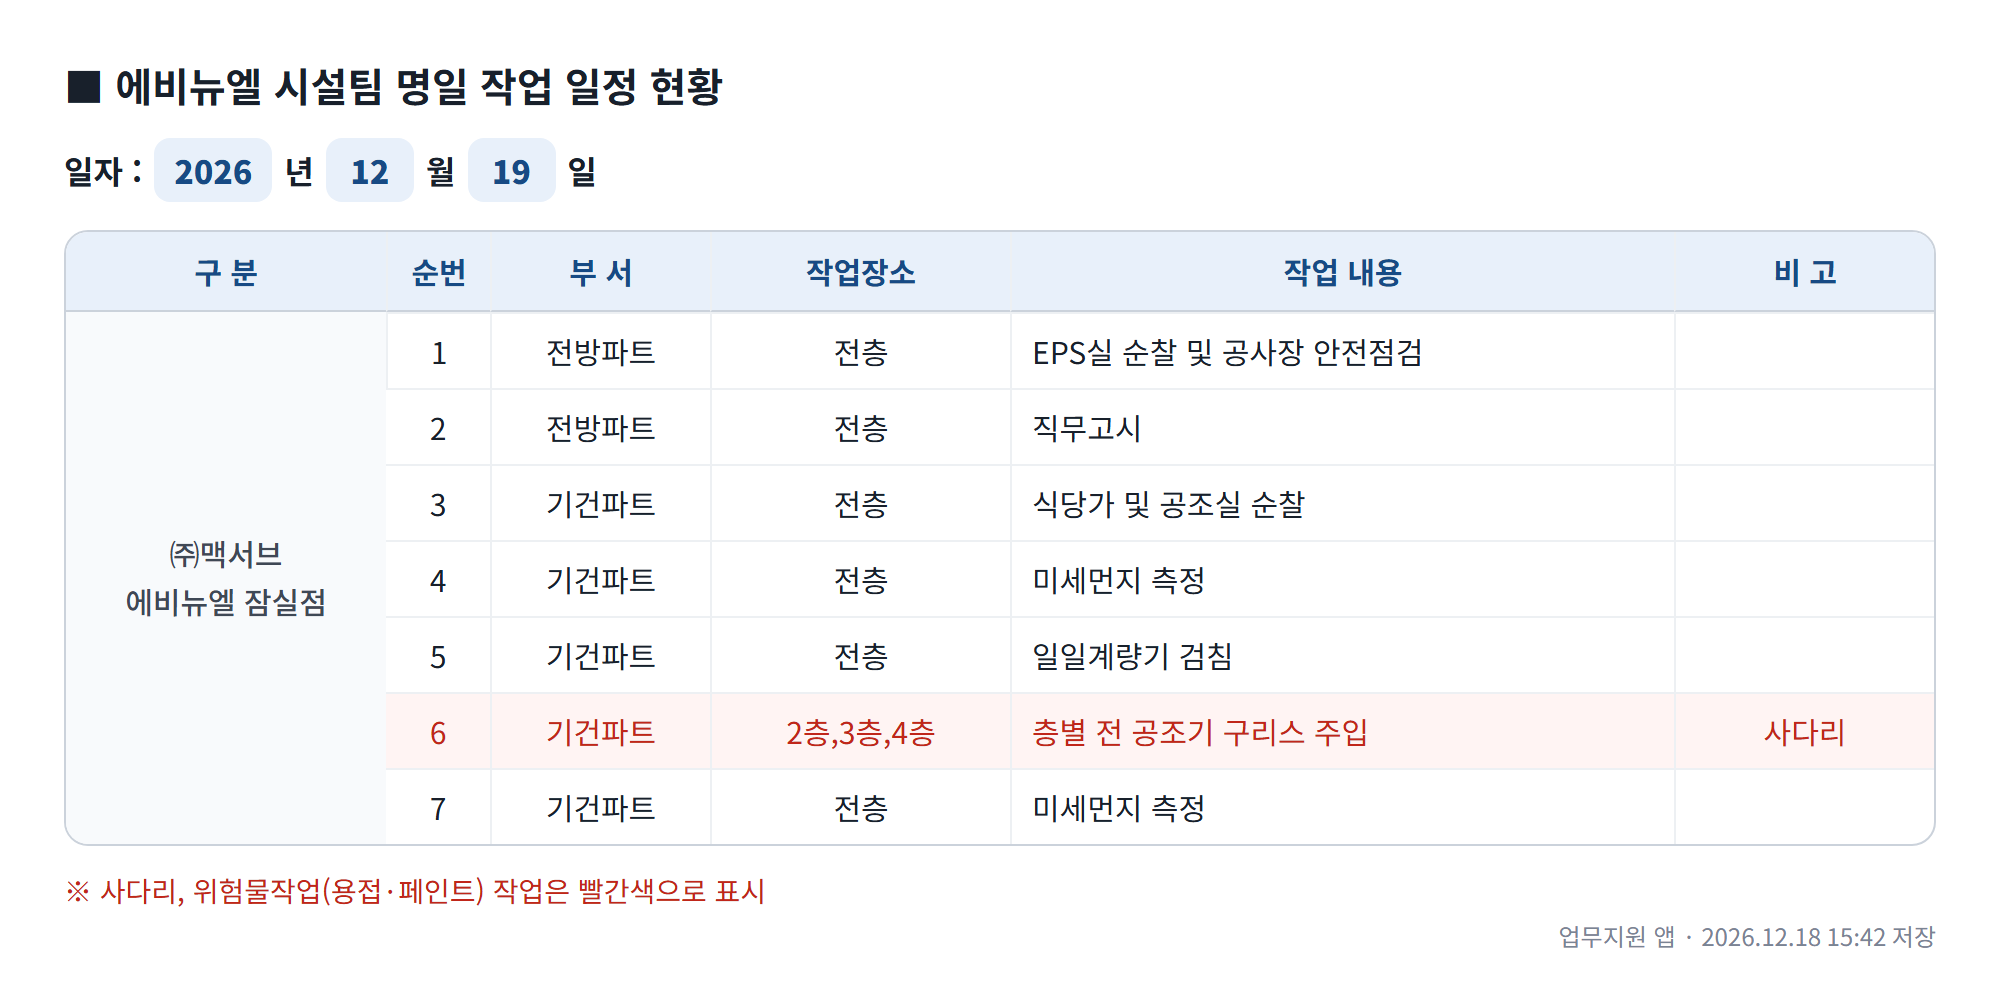 ■ 에비뉴엘 시설팀 명일 작업 일정 현황
일자 : 2026 년 12 월 19 일
구 분 순번 부 서 작업장소 작업 내용 비 고
㈜맥서브
에비뉴엘 잠실점
1 전방파트 전층 EPS실 순찰 및 공사장 안전점검
2 전방파트 전층 직무고시
3 기건파트 전층 식당가 및 공조실 순찰
4 기건파트 전층 미세먼지 측정
5 기건파트 전층 일일계량기 검침
6 기건파트 2층,3층,4층 층별 전 공조기 구리스 주입 사다리
7 기건파트 전층 미세먼지 측정
※ 사다리, 위험물작업(용접·페인트) 작업은 빨간색으로 표시
업무지원 앱 · 2026.12.18 15:42 저장